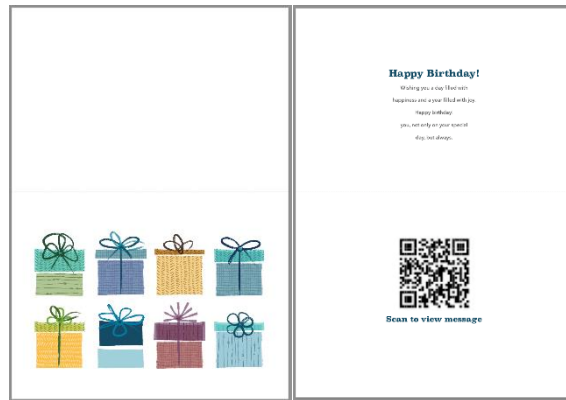 Happy Birthday!
Wishing you a day filled with
happiness and a year filled with joy.
Happy birthday
you, not only on your special
day, but always.
Scan to view message